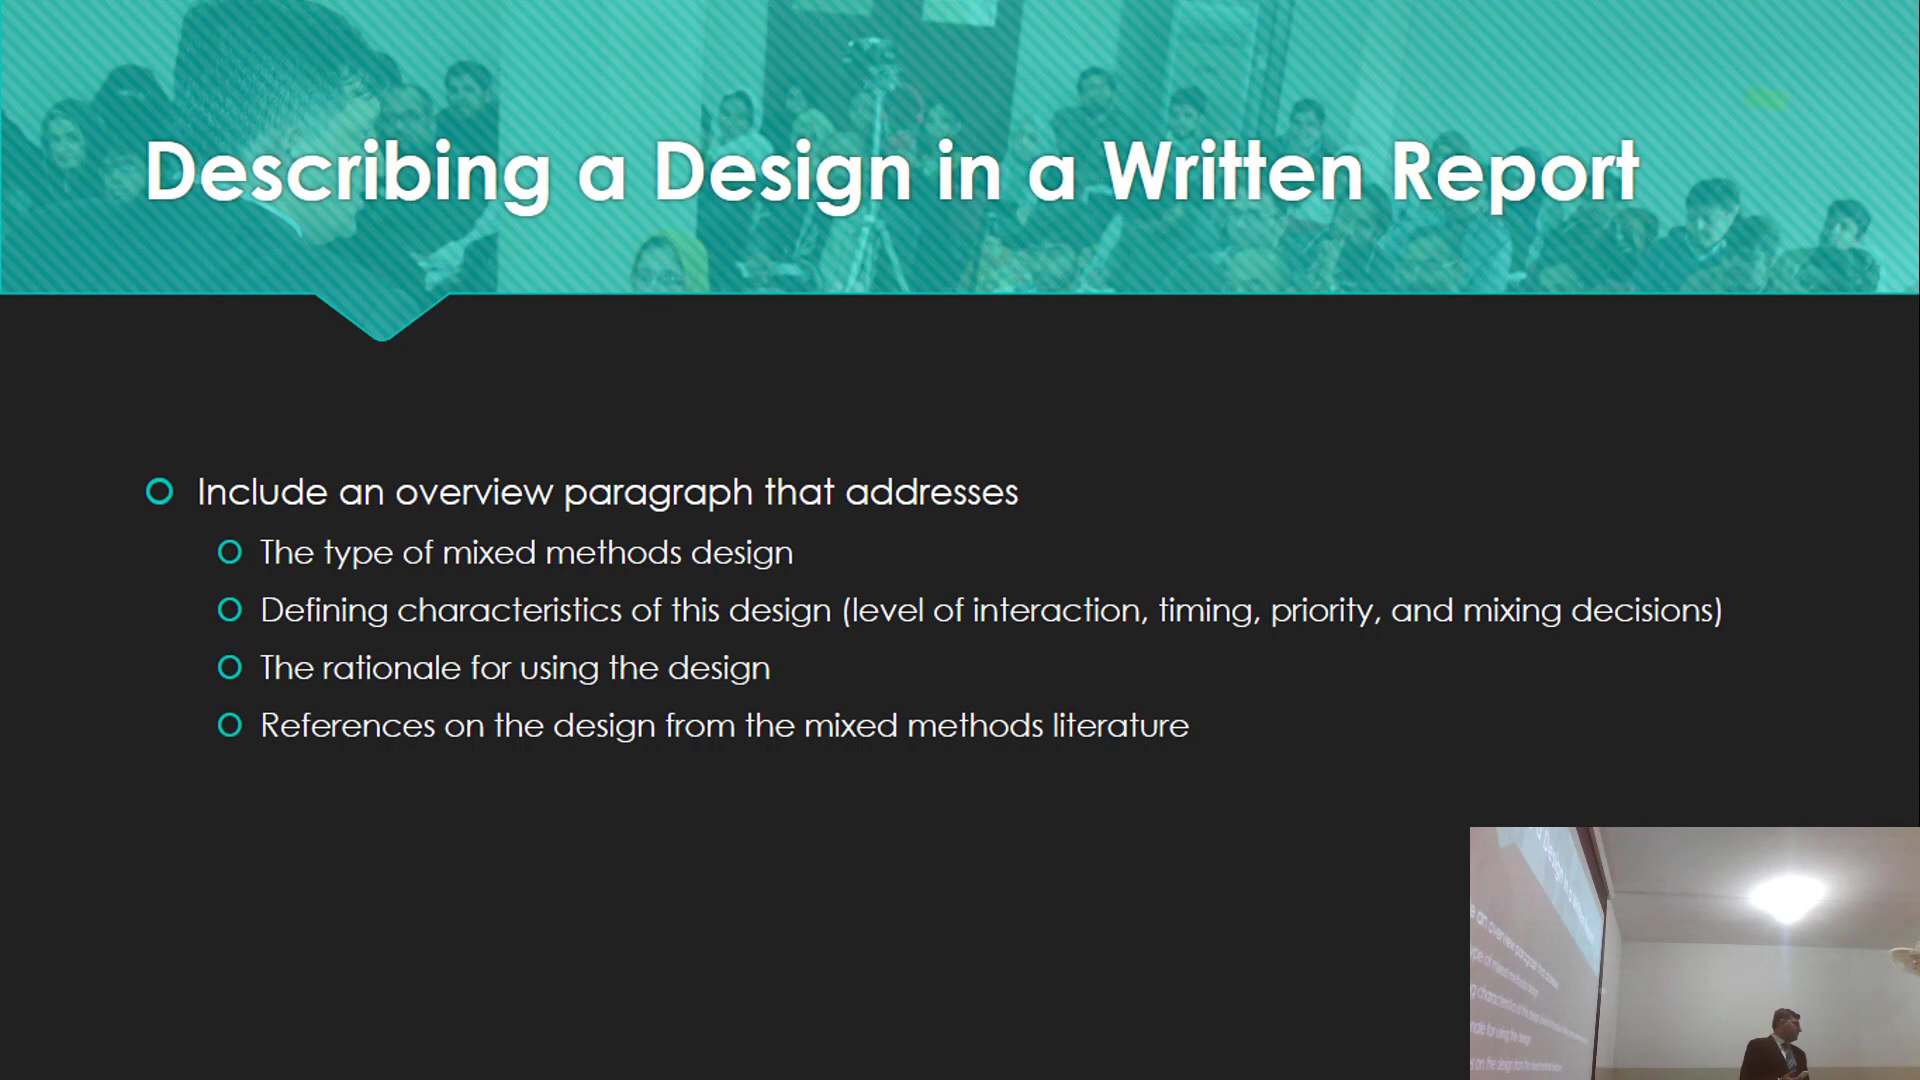 Describing a Design in a Written Report
Include an overview paragraph that addresses
The type of mixed methods design
Defining characteristics of this design (level of interaction, timing, priority, and mixing decisions)
The rationale for using the design
References on the design from the mixed methods literature